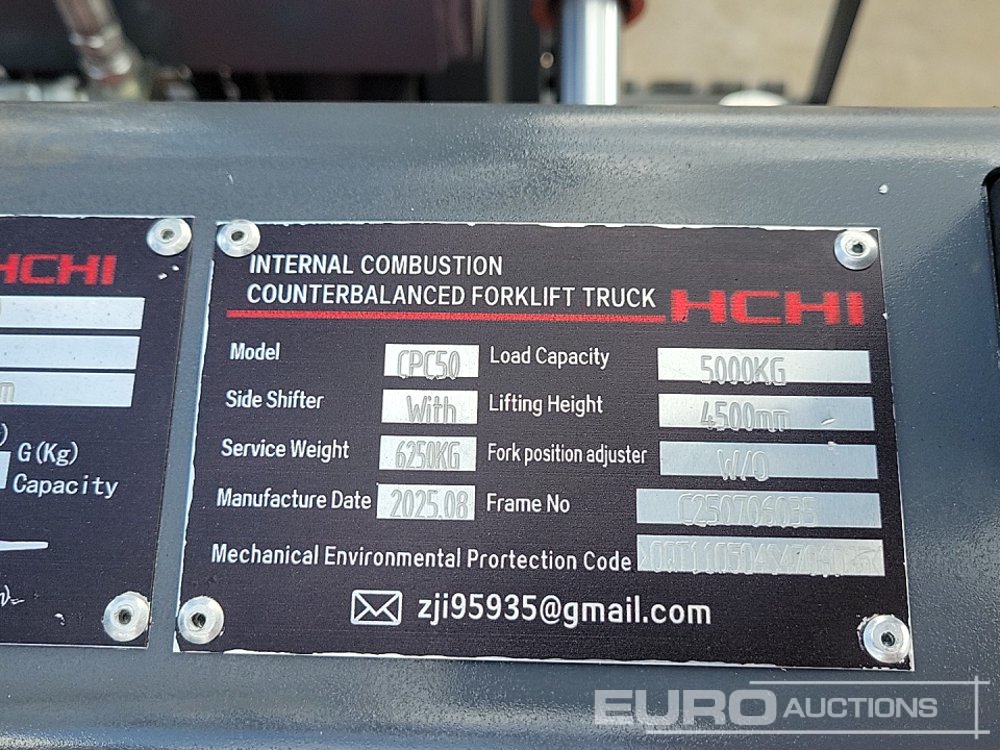 HCHI
m
G(Kg)
Capacity
INTERNAL COMBUSTION
COUNTERBALANCED FORKLIFT TRUCK HCHI
Model CPC50 Load Capacity 5000KG
Side Shifter With Lifting Height 4500mm
Service Weight 6250KG Fork position adjuster W/O
Manufacture Date 2025.08 Frame No C250706035
Mechanical Environmental Prortection Code
zji95935@gmail.com
EURO AUCTIONS